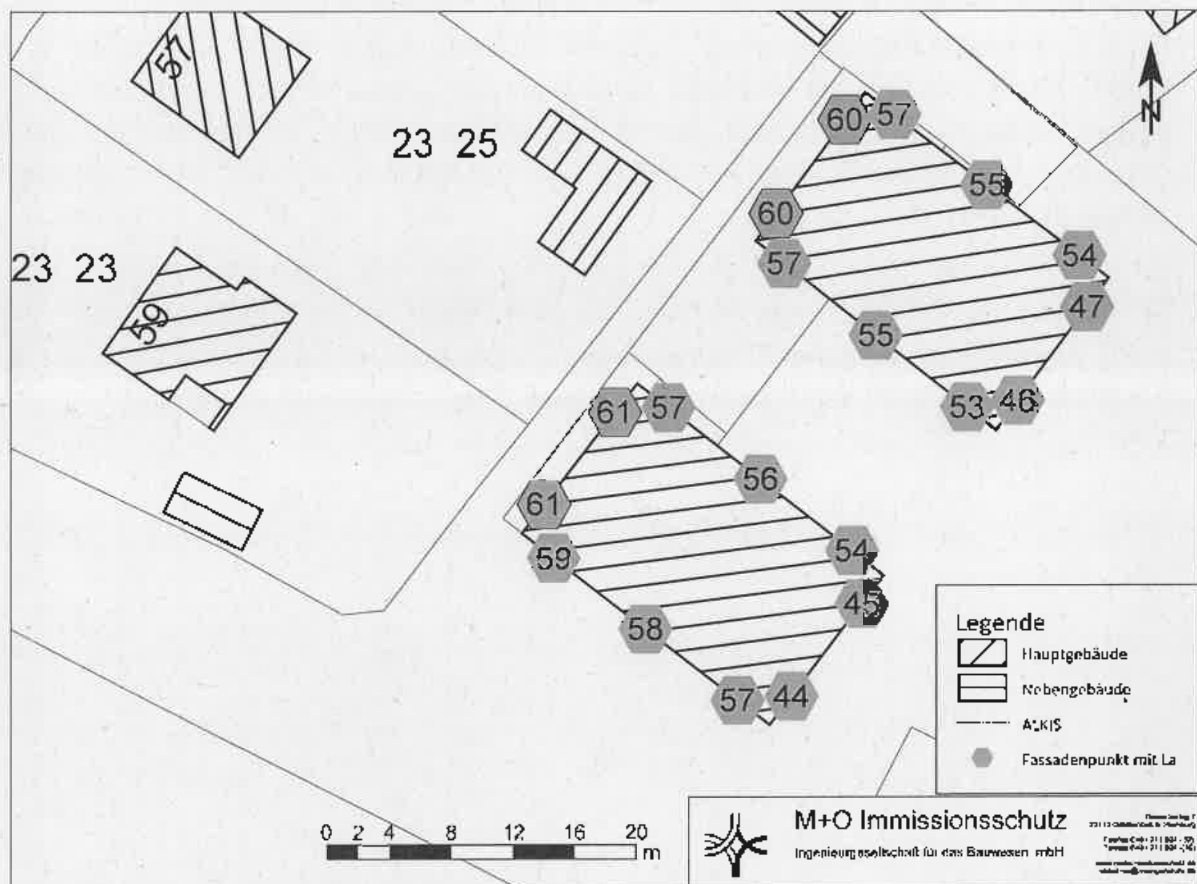 57
23 25
23 23
59
60
57
55
60
57
54
47
55
53
46
61
57
56
61
59
54
45
58
57
44
N
Legende
Hauptgebäude
Nebengebäude
ALKIS
Fassadenpunkt mit La
0 2 4 8 12 16 20
m
M+O Immissionsschutz
Ingenieurgesellschaft für das Bauwesen mbH